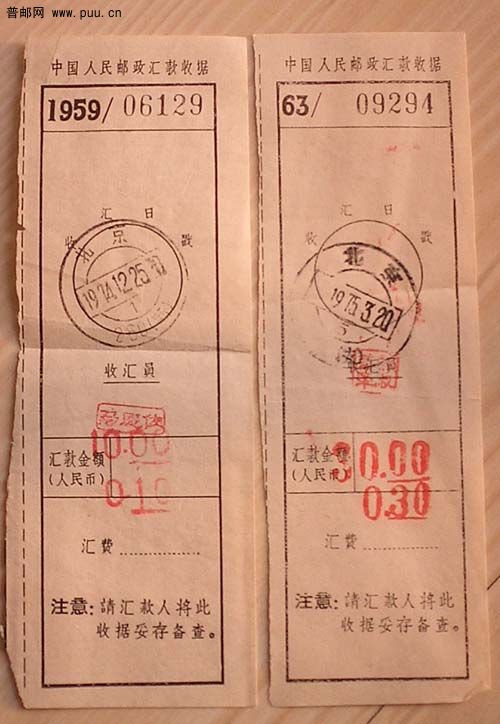 普邮网 www.puu.cn
中国人民邮政汇款收据
1959/06129
汇 日
收 戳
北京
1974.12.25
收汇员
汇款金额
(人民币)
10.00
0.10
汇费
注意：請汇款人将此
收据妥存备查。
中国人民邮政汇款收据
63/ 09294
汇 日
收 戳
北京
1975.3.20
汇款金额
(人民币)
30.00
0.30
汇费
注意：請汇款人将此
收据妥存备查。